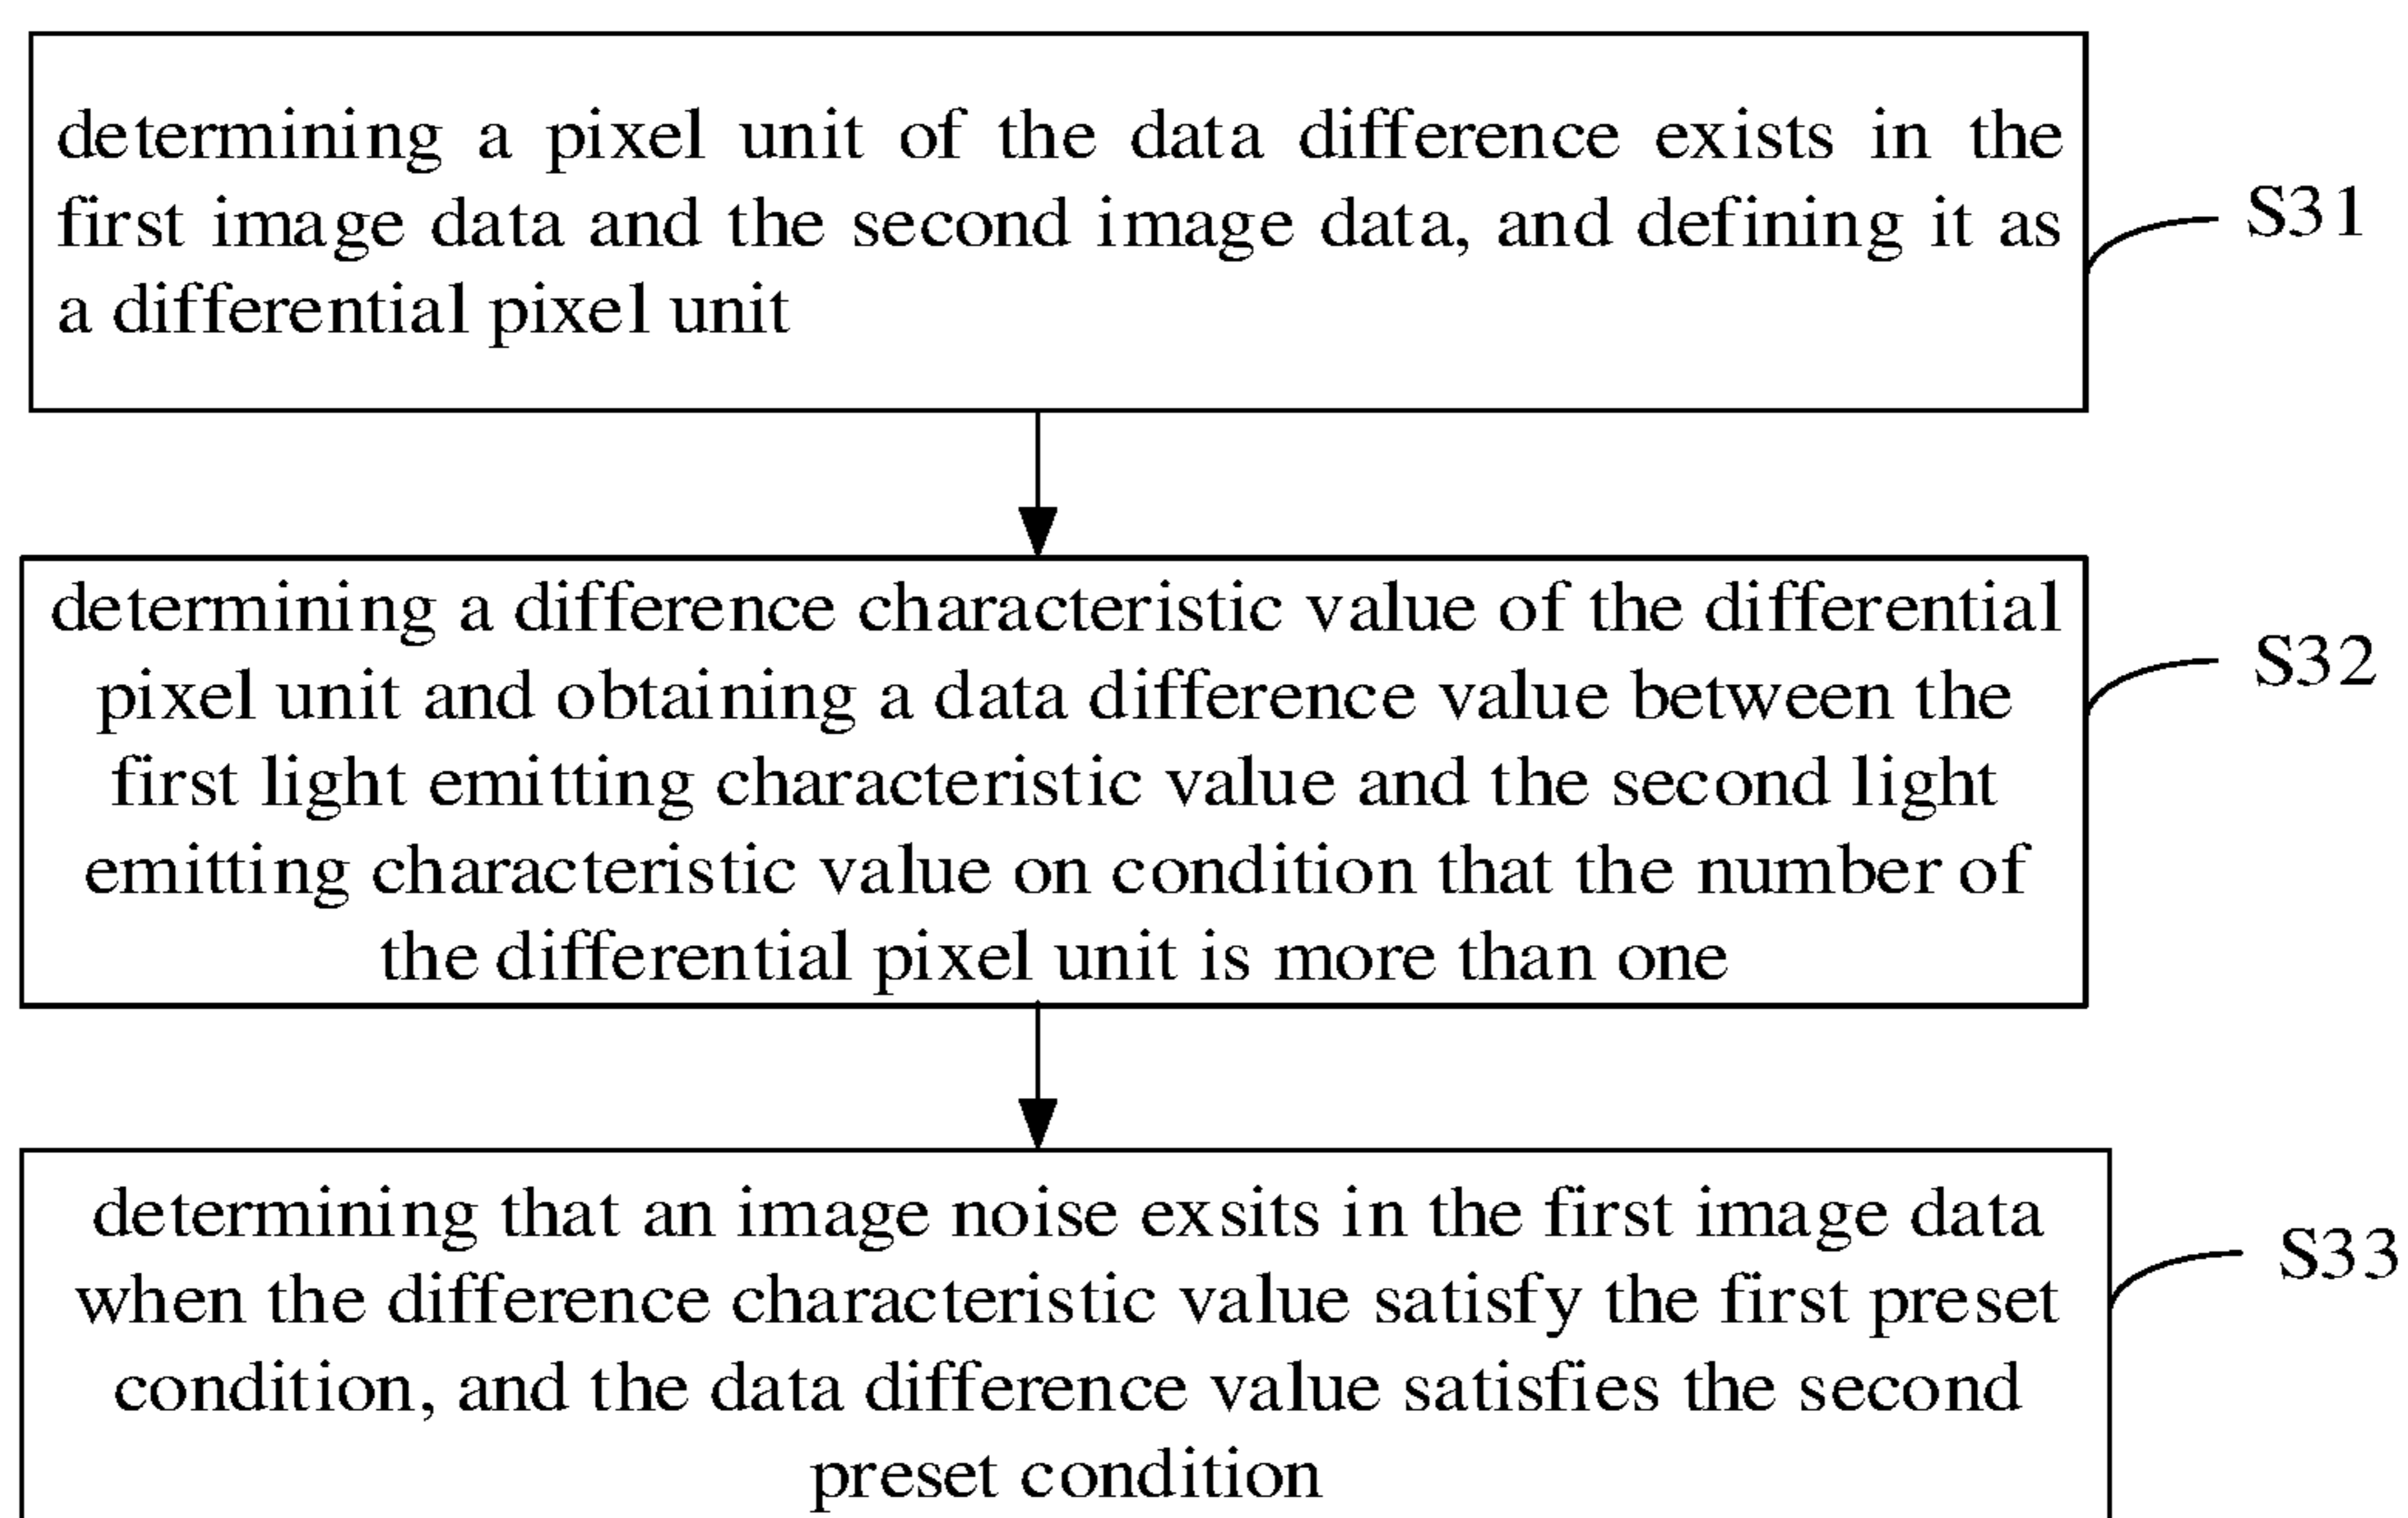 determining a pixel unit of the data difference exists in the
first image data and the second image data, and defining it as
a differential pixel unit
S31
determining a difference characteristic value of the differential
pixel unit and obtaining a data difference value between the
first light emitting characteristic value and the second light
emitting characteristic value on condition that the number of
the differential pixel unit is more than one
S32
determining that an image noise exsits in the first image data
when the difference characteristic value satisfy the first preset
condition, and the data difference value satisfies the second
preset condition
S33